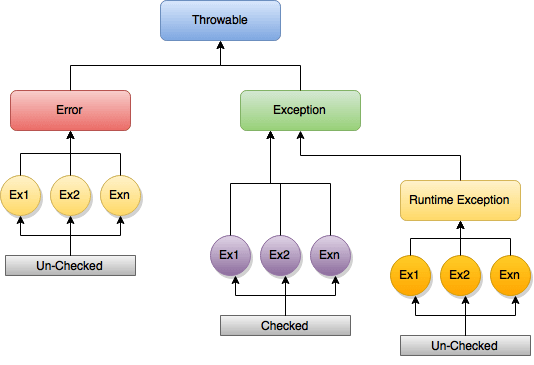 Throwable
Error
Exception
Ex1 Ex2 Exn
Runtime Exception
Un-Checked
Ex1 Ex2 Exn
Ex1 Ex2 Exn
Checked
Un-Checked